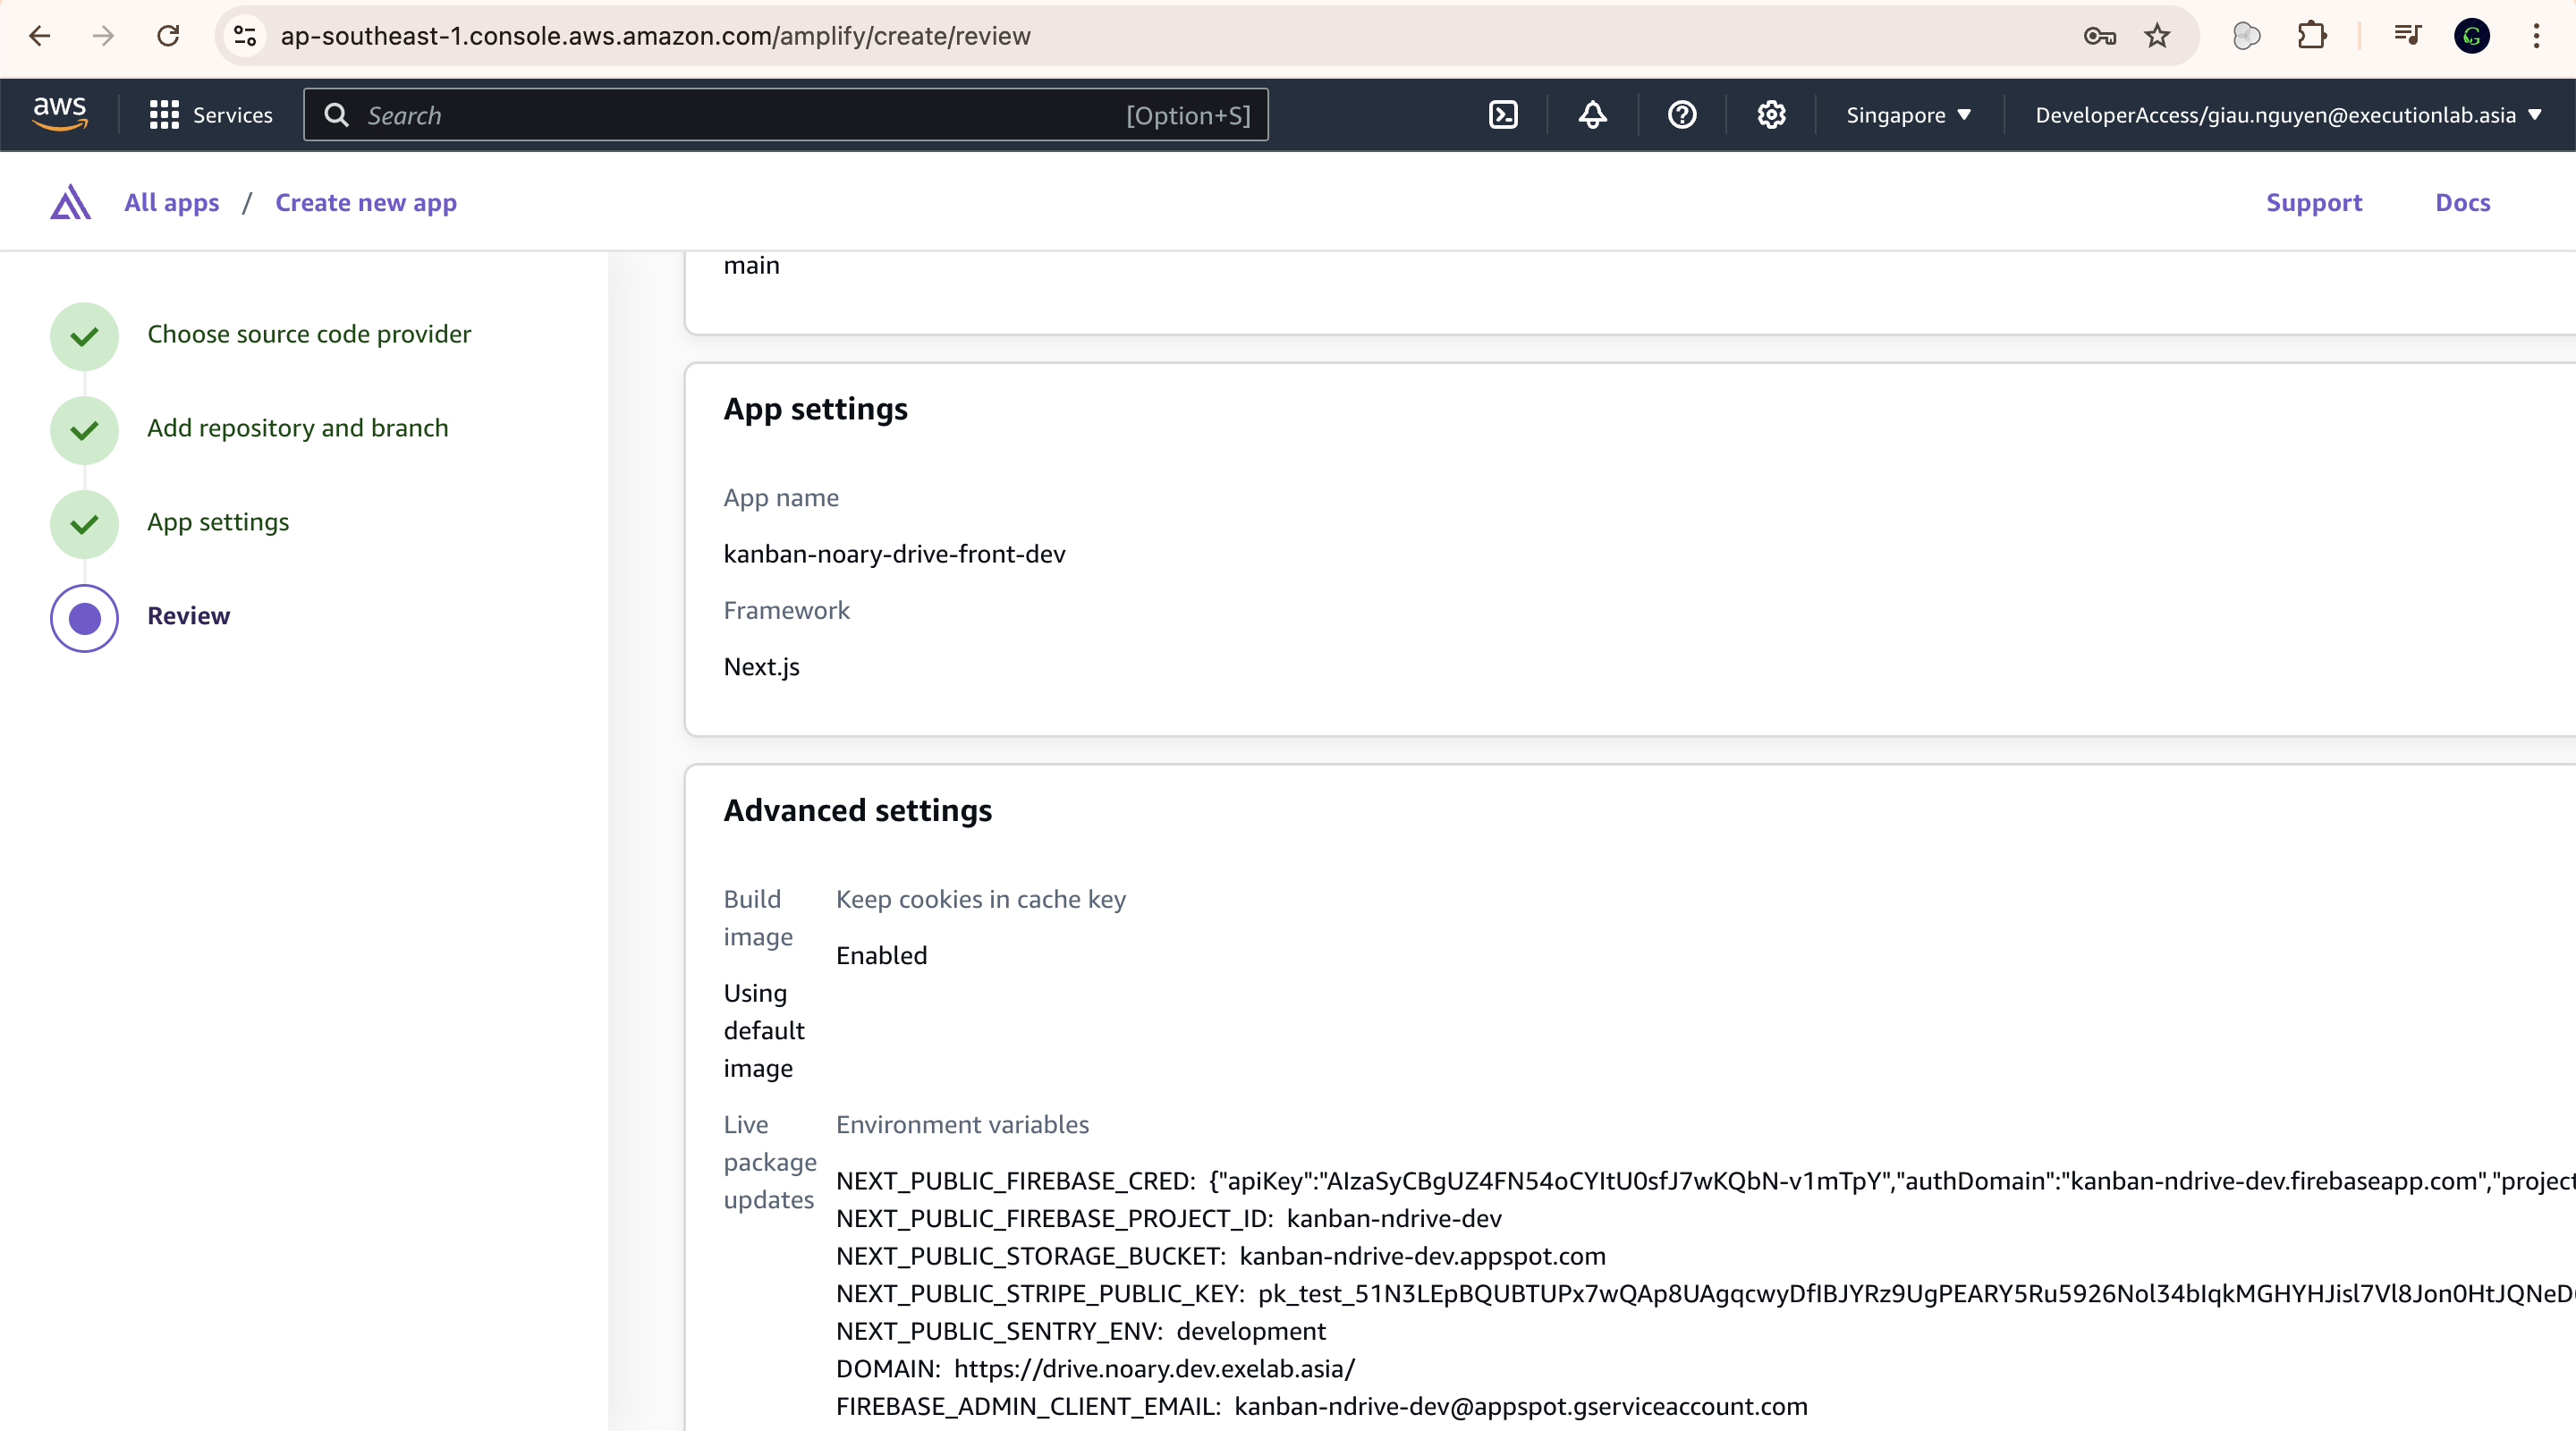 ap-southeast-1.console.aws.amazon.com/amplify/create/review
aws
Services
Search
[Option+S]
Singapore
DeveloperAccess/giau.nguyen@executionlab.asia
All apps / Create new app
Support
Docs
Choose source code provider
Add repository and branch
App settings
Review
main
App settings
App name
kanban-noary-drive-front-dev
Framework
Next.js
Advanced settings
Build
image
Using
default
image
Keep cookies in cache key
Enabled
Live
package
updates
Environment variables
NEXT_PUBLIC_FIREBASE_CRED: {"apiKey":"AIzaSyCBgUZ4FN54oCYItU0sfJ7wKQbN-v1mTpY","authDomain":"kanban-ndrive-dev.firebaseapp.com","project
NEXT_PUBLIC_FIREBASE_PROJECT_ID: kanban-ndrive-dev
NEXT_PUBLIC_STORAGE_BUCKET: kanban-ndrive-dev.appspot.com
NEXT_PUBLIC_STRIPE_PUBLIC_KEY: pk_test_51N3LEpBQUBTUPx7wQAp8UAgqcwyDfIBJYRz9UgPEARY5Ru5926Nol34bIqkMGHYHJisl7Vl8Jon0HtJQNeD
NEXT_PUBLIC_SENTRY_ENV: development
DOMAIN: https://drive.noary.dev.exelab.asia/
FIREBASE_ADMIN_CLIENT_EMAIL: kanban-ndrive-dev@appspot.gserviceaccount.com